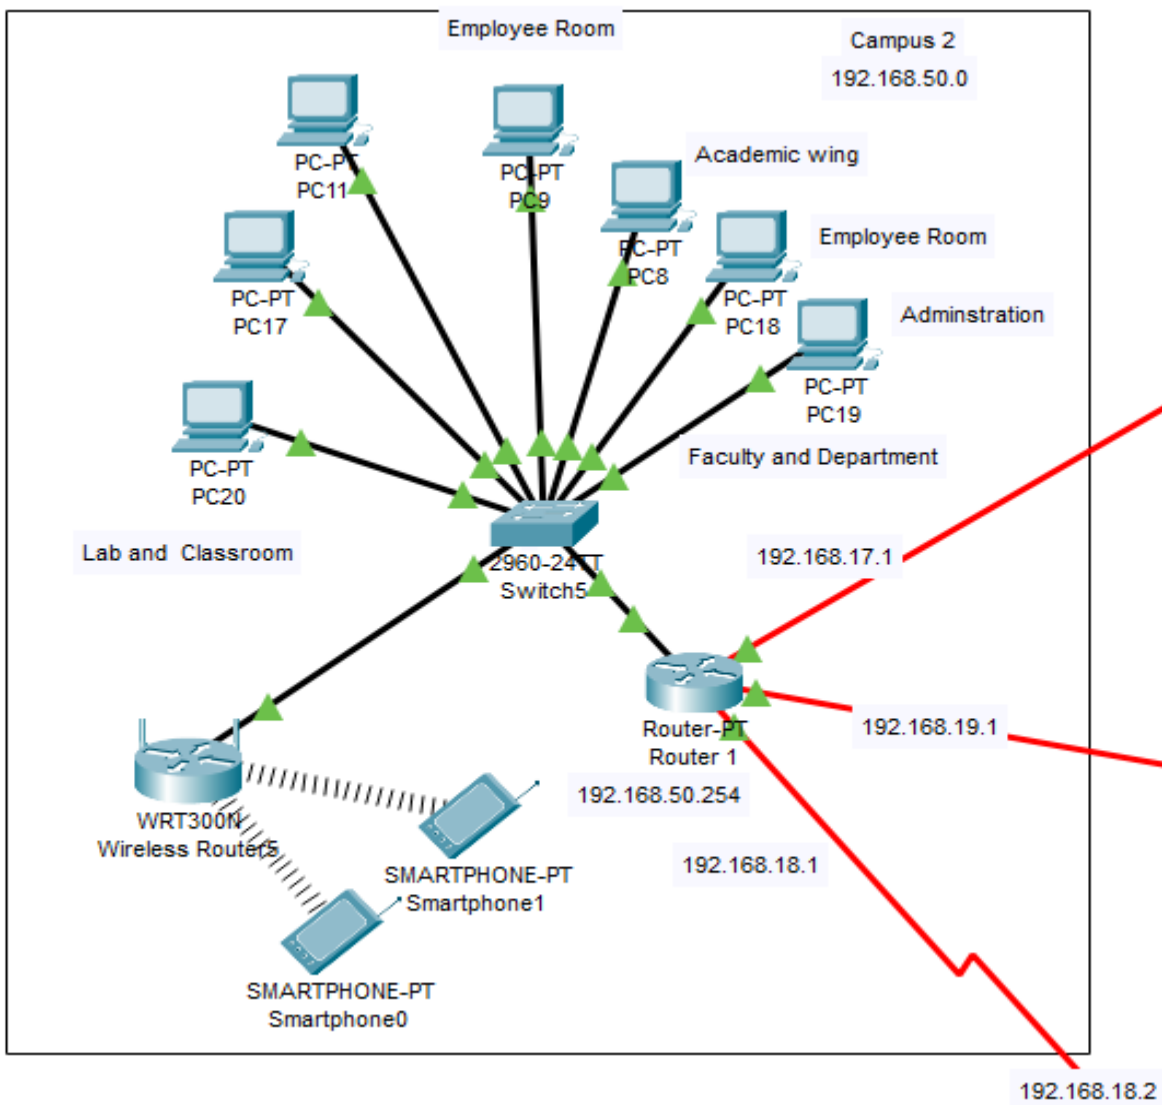 Employee Room
Campus 2
192.168.50.0
PC-PT
PC11
PC-PT
PC9
Academic wing
PC-PT
PC8
Employee Room
PC-PT
PC17
PC-PT
PC18
Adminstration
PC-PT
PC19
PC-PT
PC20
Faculty and Department
Lab and Classroom
2960-24TT
Switch5
192.168.17.1
Router-PT
Router 1
192.168.19.1
192.168.50.254
WRT300N
Wireless Router5
192.168.18.1
SMARTPHONE-PT
Smartphone1
SMARTPHONE-PT
Smartphone0
192.168.18.2